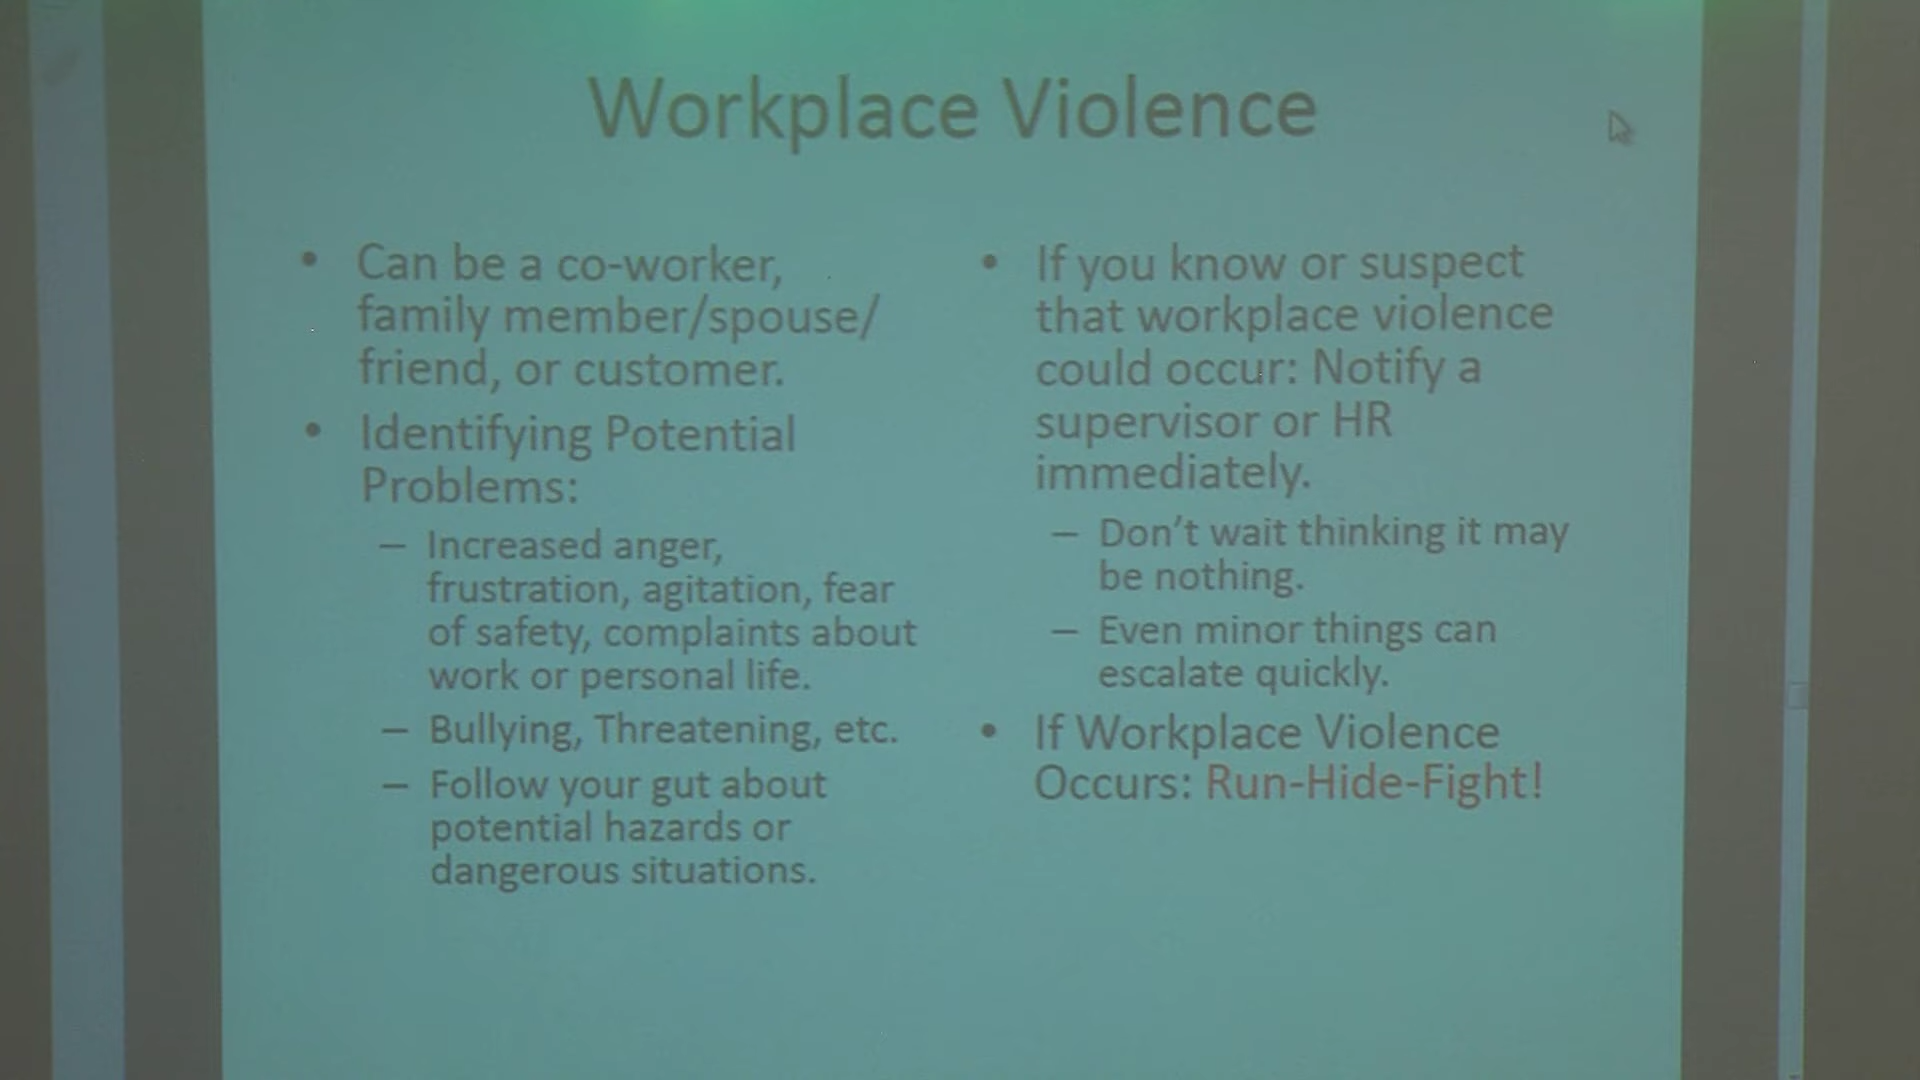 Workplace Violence
• Can be a co-worker,
family member/spouse/
friend, or customer.
• Identifying Potential
Problems:
– Increased anger,
frustration, agitation, fear
of safety, complaints about
work or personal life.
– Bullying, Threatening, etc.
– Follow your gut about
potential hazards or
dangerous situations.
• If you know or suspect
that workplace violence
could occur: Notify a
supervisor or HR
immediately.
– Don’t wait thinking it may
be nothing.
– Even minor things can
escalate quickly.
• If Workplace Violence
Occurs: Run-Hide-Fight!